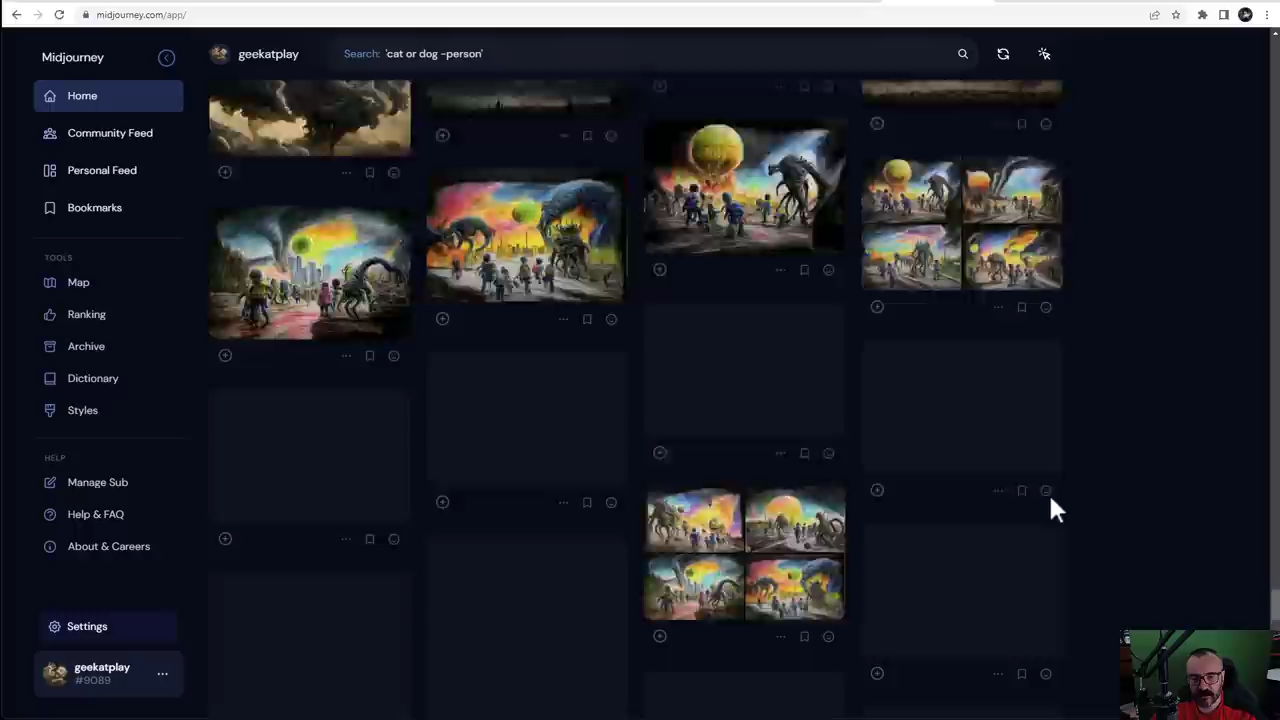 midjourney.com/app/
Midjourney
geekatplay
Search: 'cat or dog -person'
Home
Community Feed
Personal Feed
Bookmarks
TOOLS
Map
Ranking
Archive
Dictionary
Styles
HELP
Manage Sub
Help & FAQ
About & Careers
Settings
geekatplay
#9089